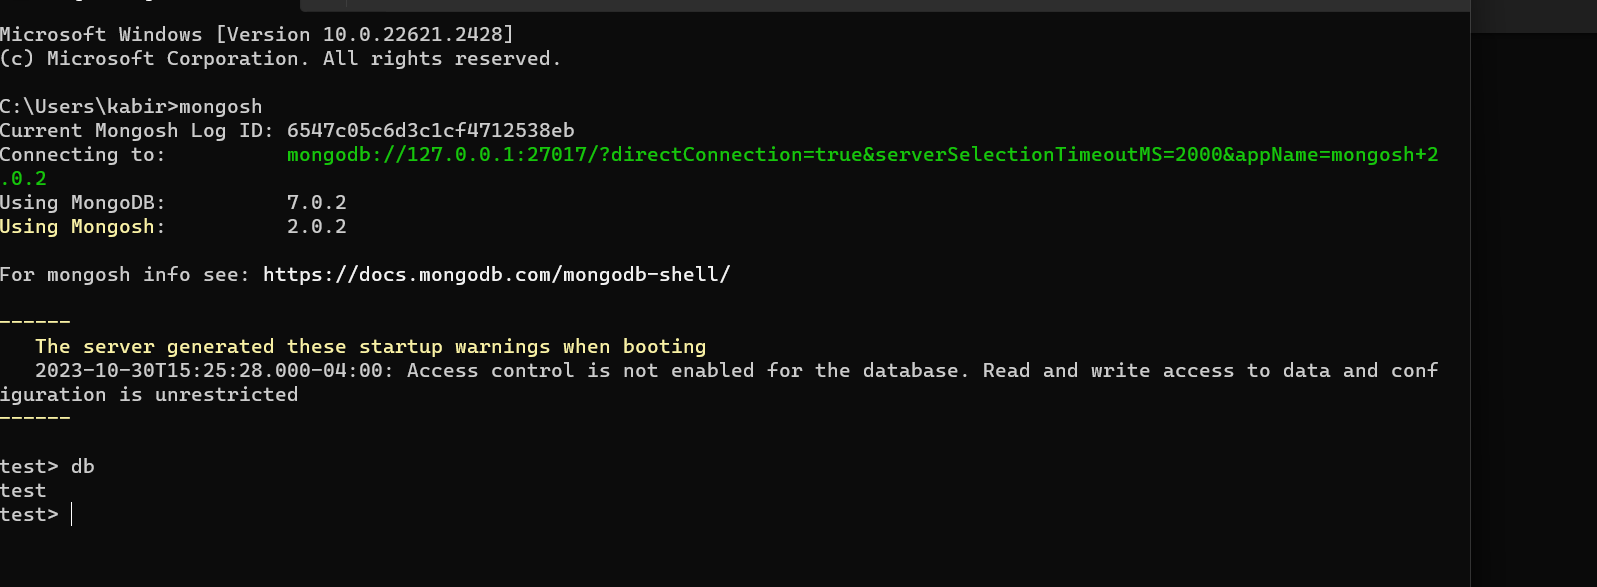 Microsoft Windows [Version 10.0.22621.2428]
(c) Microsoft Corporation. All rights reserved.
C:\Users\kabir>mongosh
Current Mongosh Log ID: 6547c05c6d3c1cf4712538eb
Connecting to: mongodb://127.0.0.1:27017/?directConnection=true&serverSelectionTimeoutMS=2000&appName=mongosh+2
.0.2
Using MongoDB: 7.0.2
Using Mongosh: 2.0.2
For mongosh info see: https://docs.mongodb.com/mongodb-shell/
------
The server generated these startup warnings when booting
2023-10-30T15:25:28.000-04:00: Access control is not enabled for the database. Read and write access to data and conf
iguration is unrestricted
------
test> db
test
test>